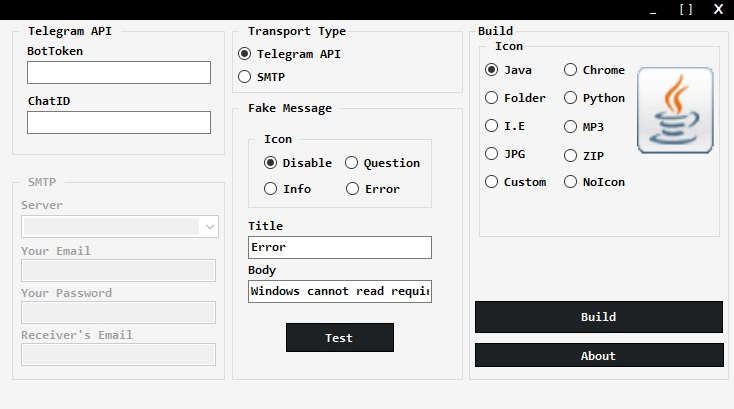 _ [ ] X
Telegram API
BotToken
ChatID
SMTP
Server
Your Email
Your Password
Receiver's Email
Transport Type
Telegram API
SMTP
Fake Message
Icon
Disable Question
Info Error
Title
Error
Body
Windows cannot read requir
Test
Build
Icon
Java Chrome
Folder Python
I.E MP3
JPG ZIP
Custom NoIcon
Build
About